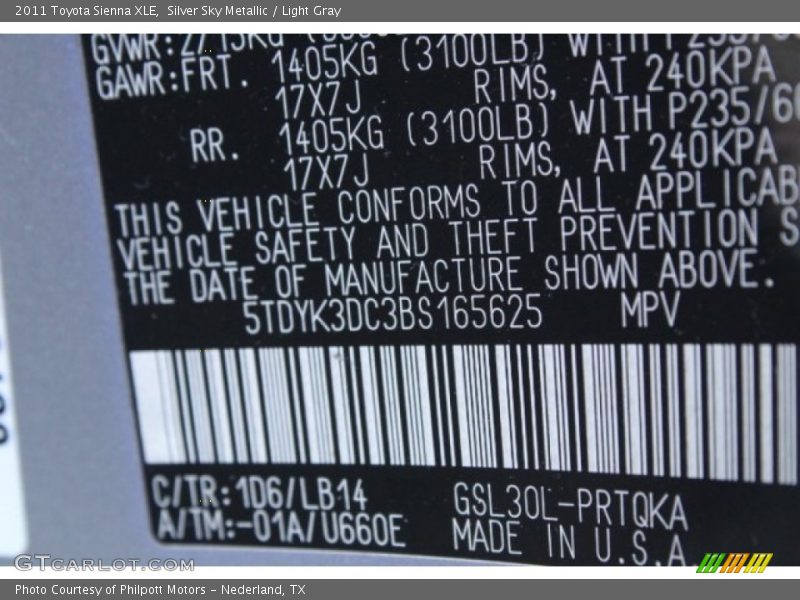 2011 Toyota Sienna XLE,  Silver Sky Metallic / Light Gray
GAWR:FRT. 1405KG (3100LB) WITH
17X7J RIMS, AT 240KPA
RR. 1405KG (3100LB) WITH P235/60
17X7J RIMS, AT 240KPA
THIS VEHICLE CONFORMS TO ALL
VEHICLE SAFETY AND THEFT PREVENTION
THE DATE OF MANUFACTURE SHOWN ABOVE.
5TDYK3DC3BS165625 MPV
C/TR:1D6/LB14 GSL30L-PRTQKA
A/TM:-01A/U660E MADE IN U.S.A.
GTCARLOT.COM
Photo Courtesy of Philpott Motors - Nederland, TX